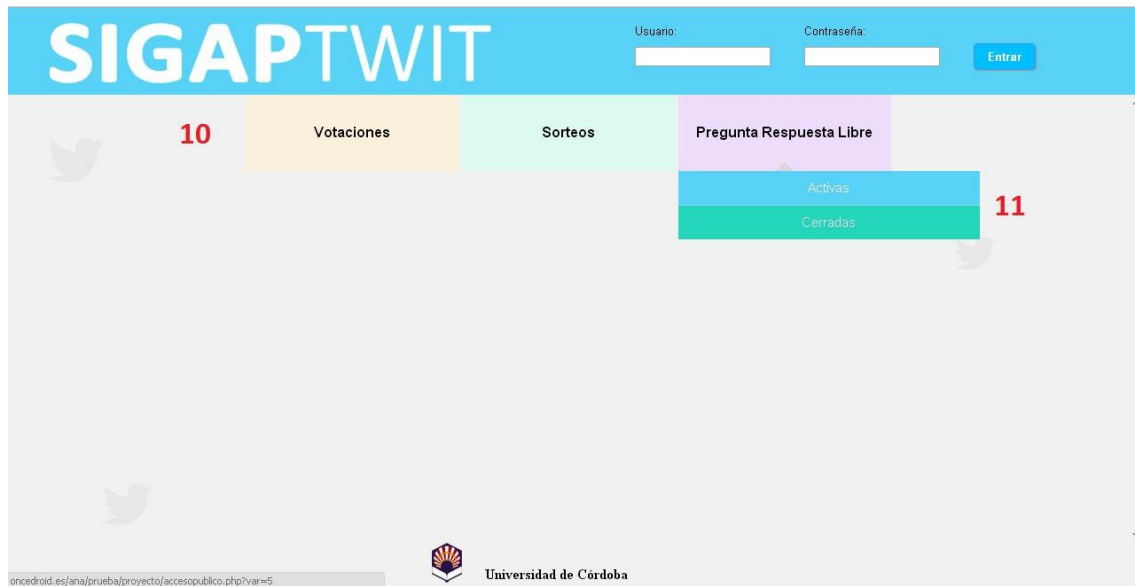 SIGAPTWIT
Usuario:
Contraseña:
Entrar
10
Votaciones
Sorteos
Pregunta Respuesta Libre
Activas
11
Cerradas
Universidad de Córdoba
oncedroid.es/ana/prueba/proyecto/accesopublico.php?var=5